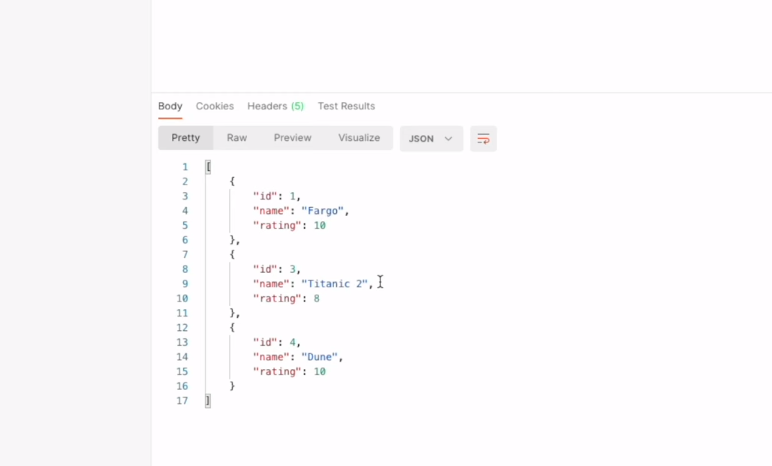 Body Cookies Headers (5) Test Results
Pretty Raw Preview Visualize JSON
1 [
2 {
3 "id": 1,
4 "name": "Fargo",
5 "rating": 10
6 },
7 {
8 "id": 3,
9 "name": "Titanic 2",
10 "rating": 8
11 },
12 {
13 "id": 4,
14 "name": "Dune",
15 "rating": 10
16 }
17 ]